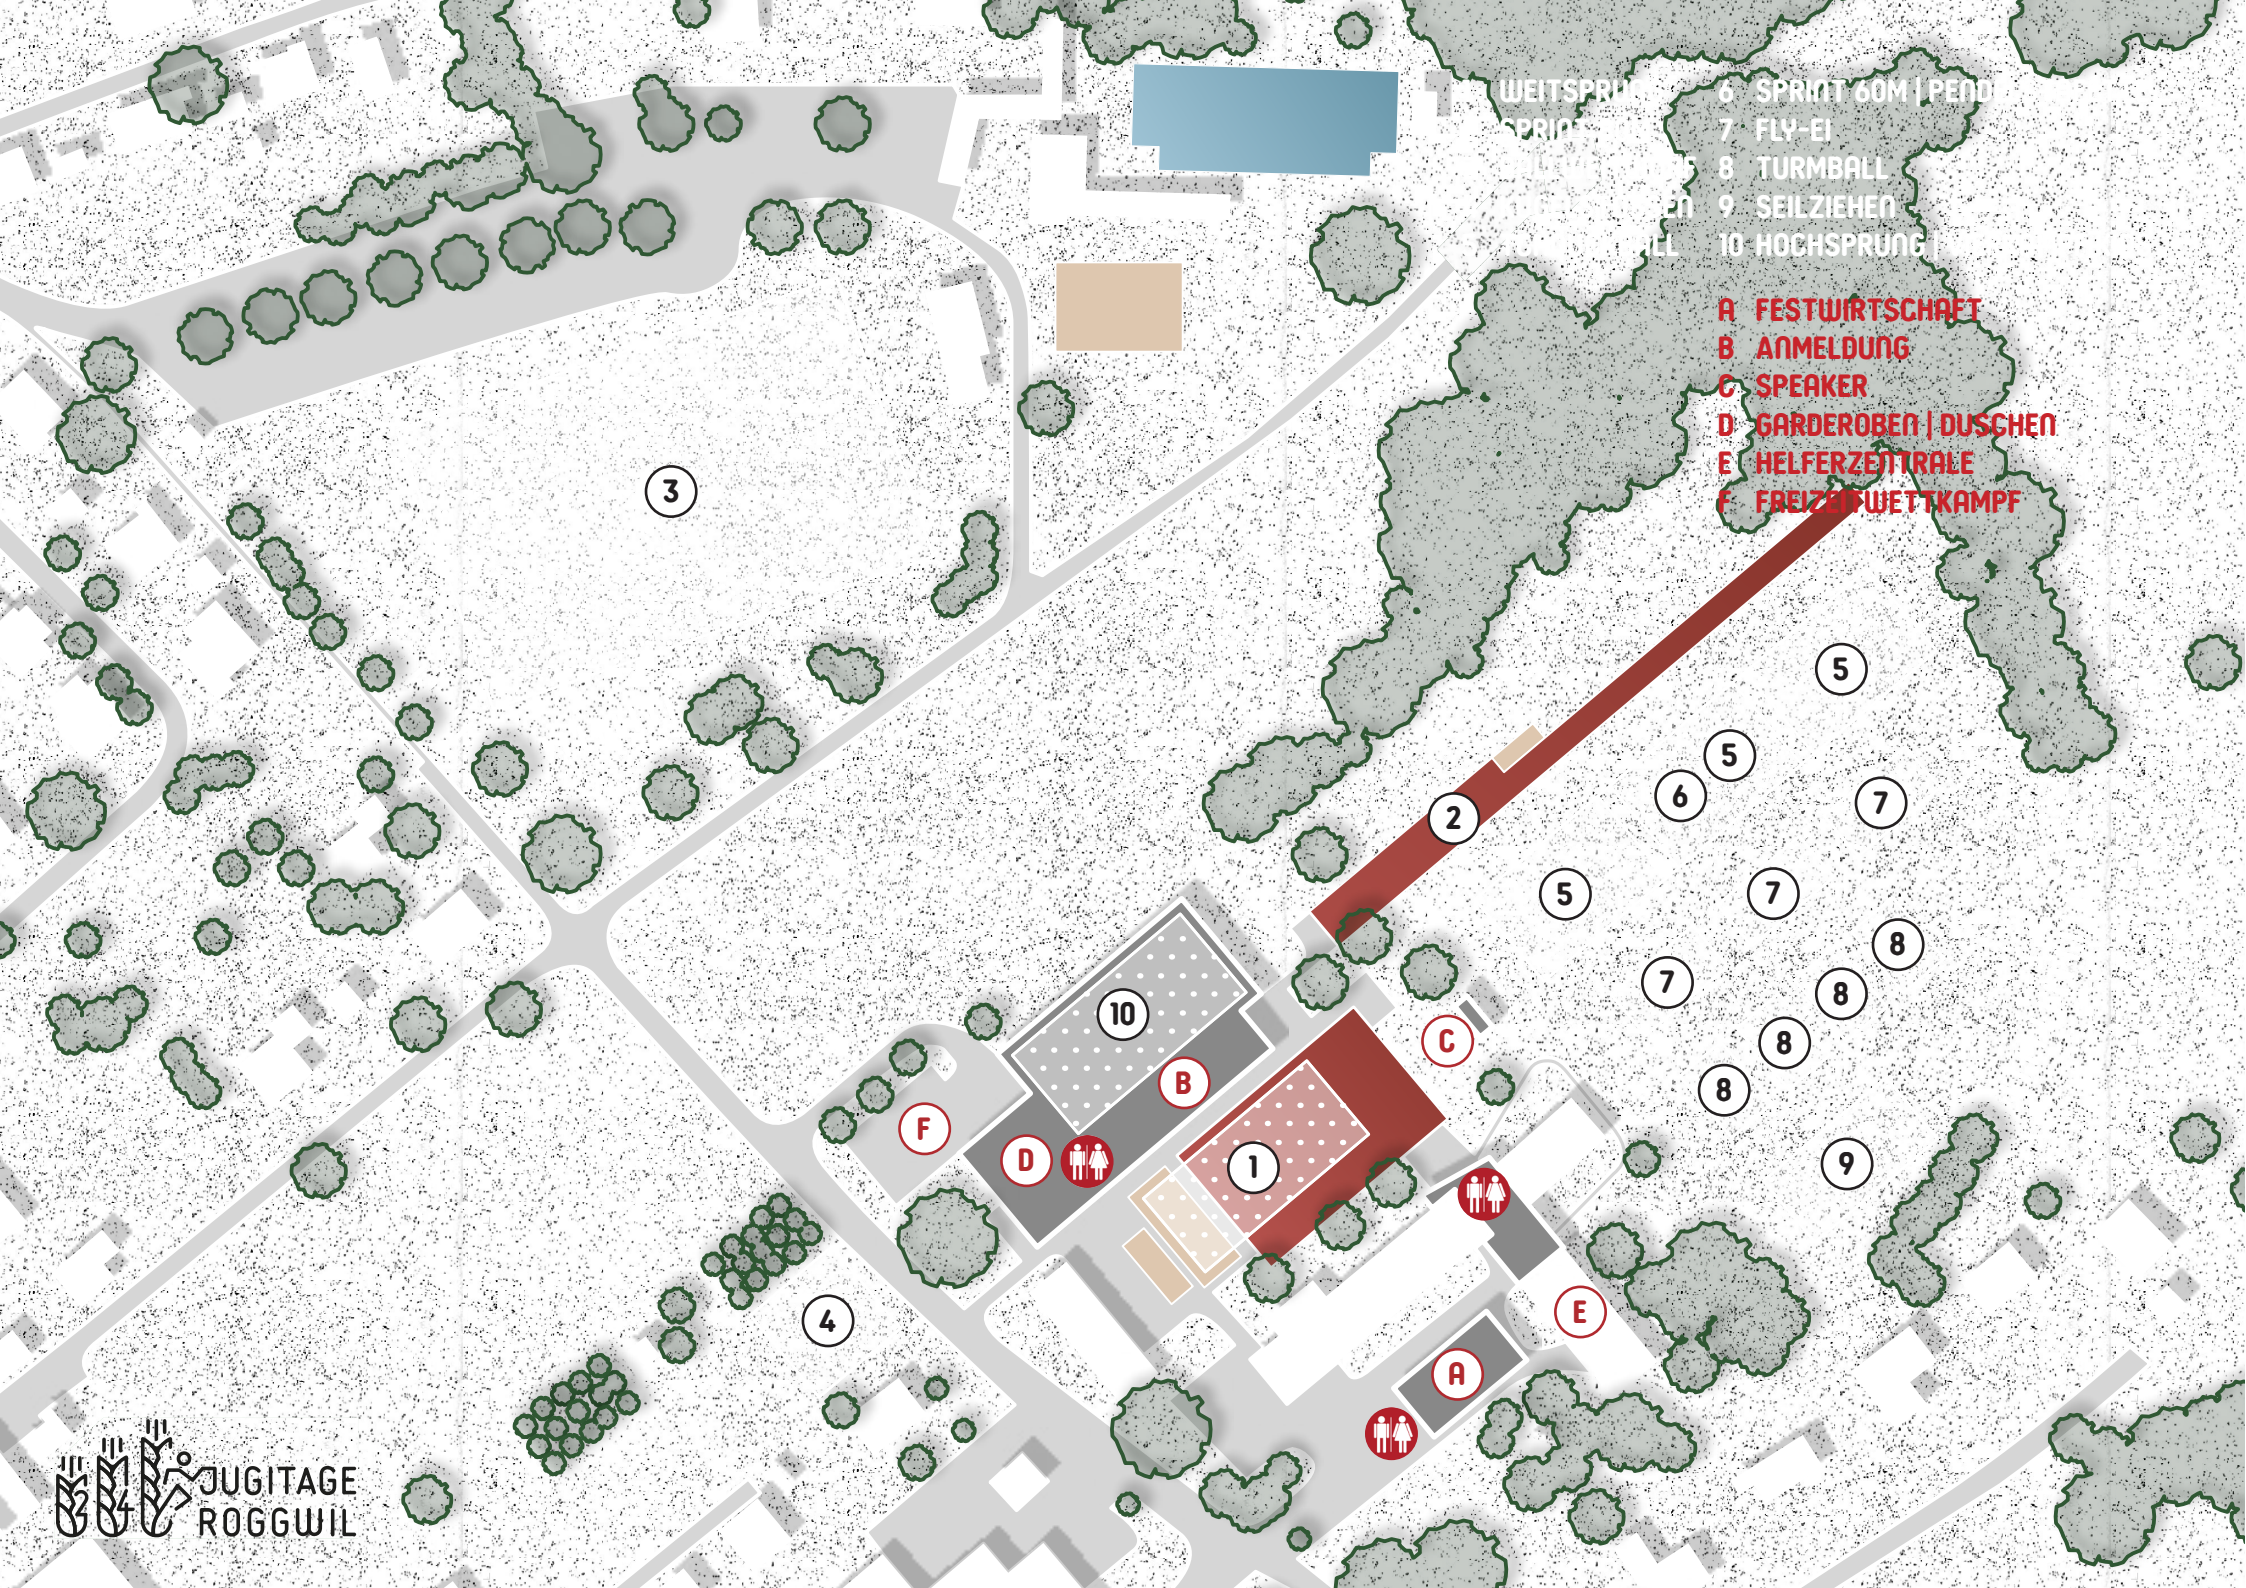 6 SPRINT 60M | PEND
7 FLY-EI
8 TURMBALL
9 SEILZIEHEN
10 HOCHSPRUNG |
A FESTWIRTSCHAFT
B ANMELDUNG
C SPEAKER
D GARDEROBEN | DUSCHEN
E HELFERZENTRALE
F FREIZEITWETTKAMPF
3
5
5
6
7
2
5
7
8
7
8
10
C
8
B
8
F
D
1
9
4
E
A
24
JUGITAGE
ROGGWIL